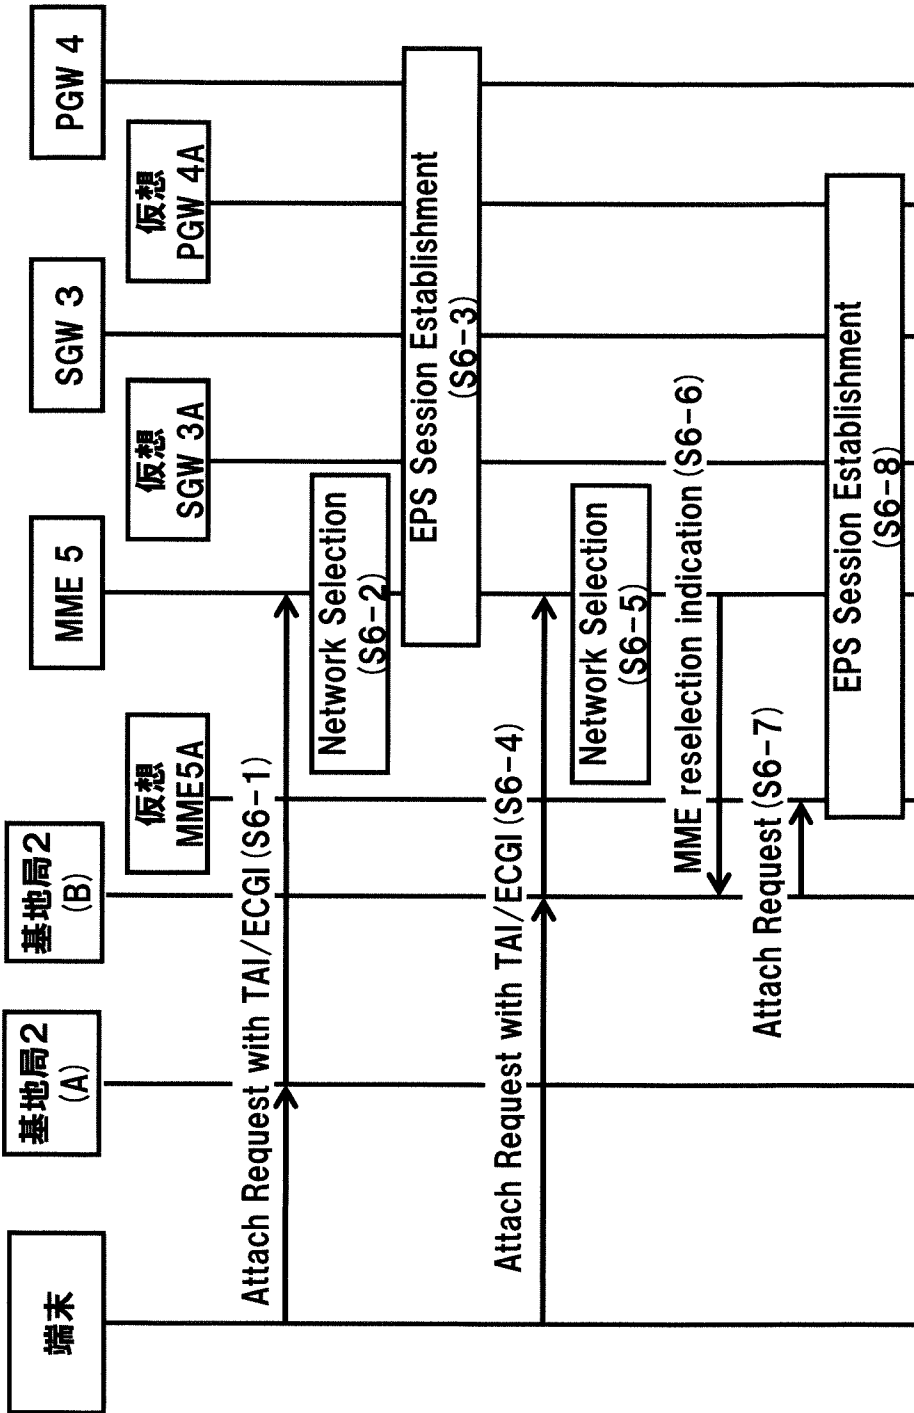 端末
基地局2
(A)
基地局2
(B)
仮想
MME5A
MME 5
仮想
SGW 3A
SGW 3
仮想
PGW 4A
PGW 4
Attach Request with TAI/ECGI(S6-1)
Network Selection
(S6-2)
EPS Session Establishment
(S6-3)
Attach Request with TAI/ECGI(S6-4)
Network Selection
(S6-5)
MME reselection indication(S6-6)
Attach Request(S6-7)
EPS Session Establishment
(S6-8)